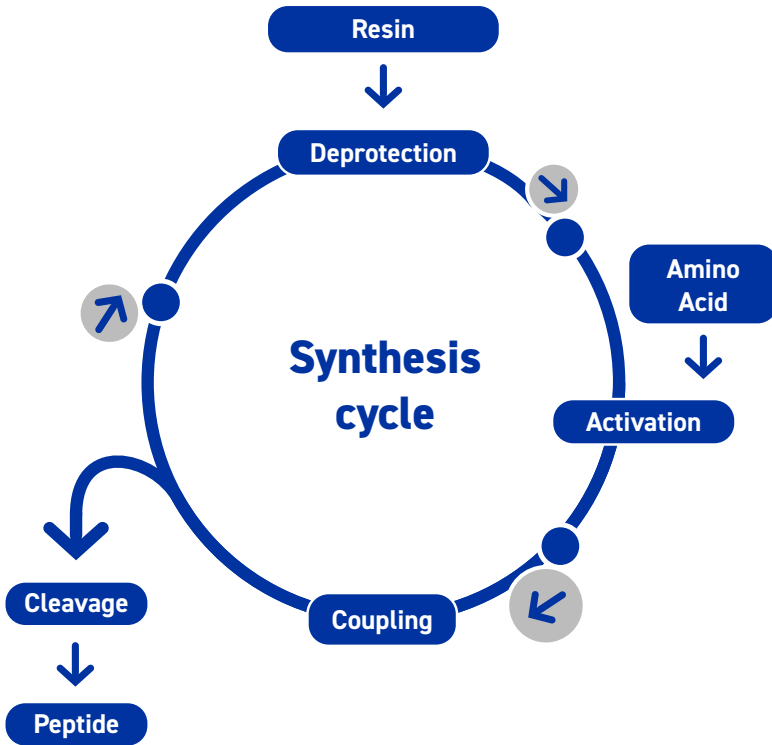 Resin
Deprotection
Amino
Acid
Synthesis
cycle
Activation
Cleavage
Coupling
Peptide